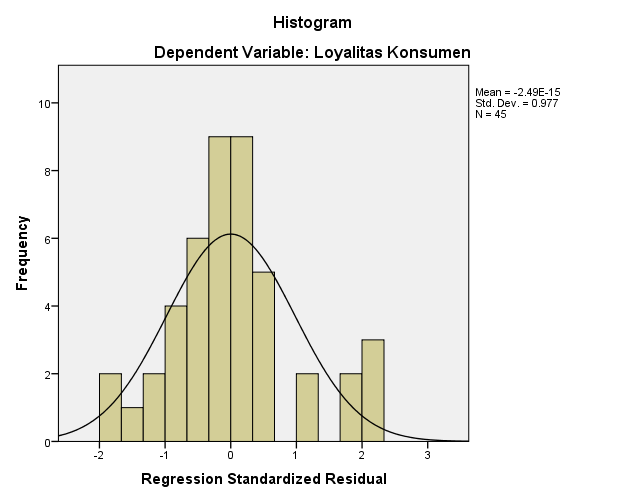 Histogram
Dependent Variable: Loyalitas Konsumen
Mean = -2.49E-15
Std. Dev. = 0.977
N = 45
Frequency
10
8
6
4
2
0
-2 -1 0 1 2 3
Regression Standardized Residual